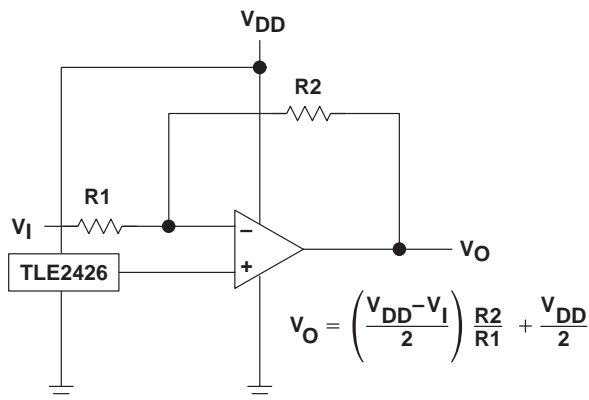 VDD
R2
R1
VI
−
+
TLE2426
VO
VO = ( (VDD−VI) / 2 ) R2/R1 + VDD/2